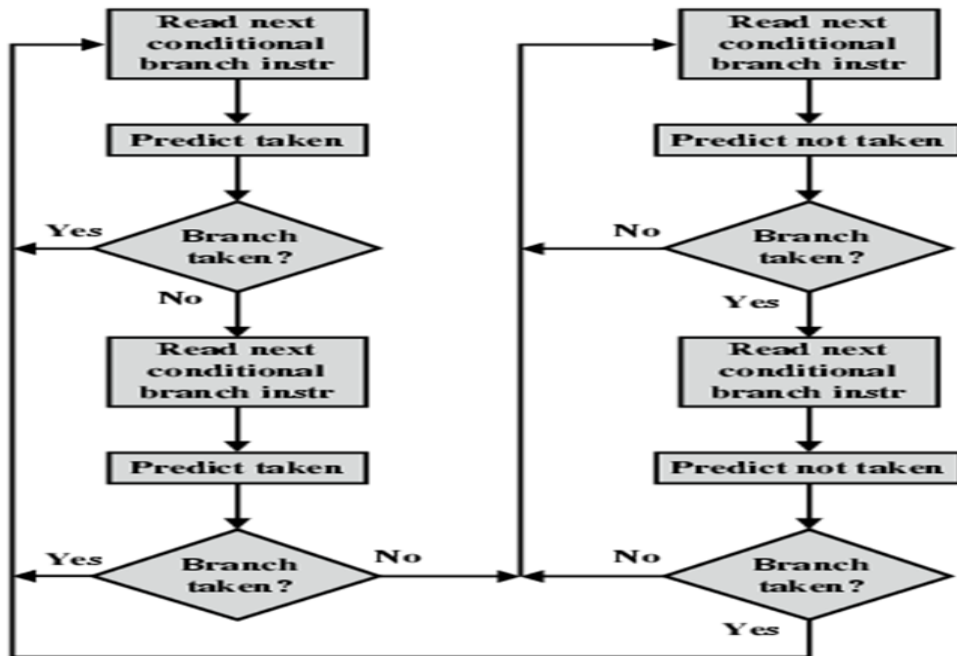 Read next
conditional
branch instr
Predict taken
Yes
Branch
taken?
No
Read next
conditional
branch instr
Predict taken
Yes
Branch
taken?
No
Read next
conditional
branch instr
Predict not taken
No
Branch
taken?
Yes
Read next
conditional
branch instr
Predict not taken
No
Branch
taken?
Yes